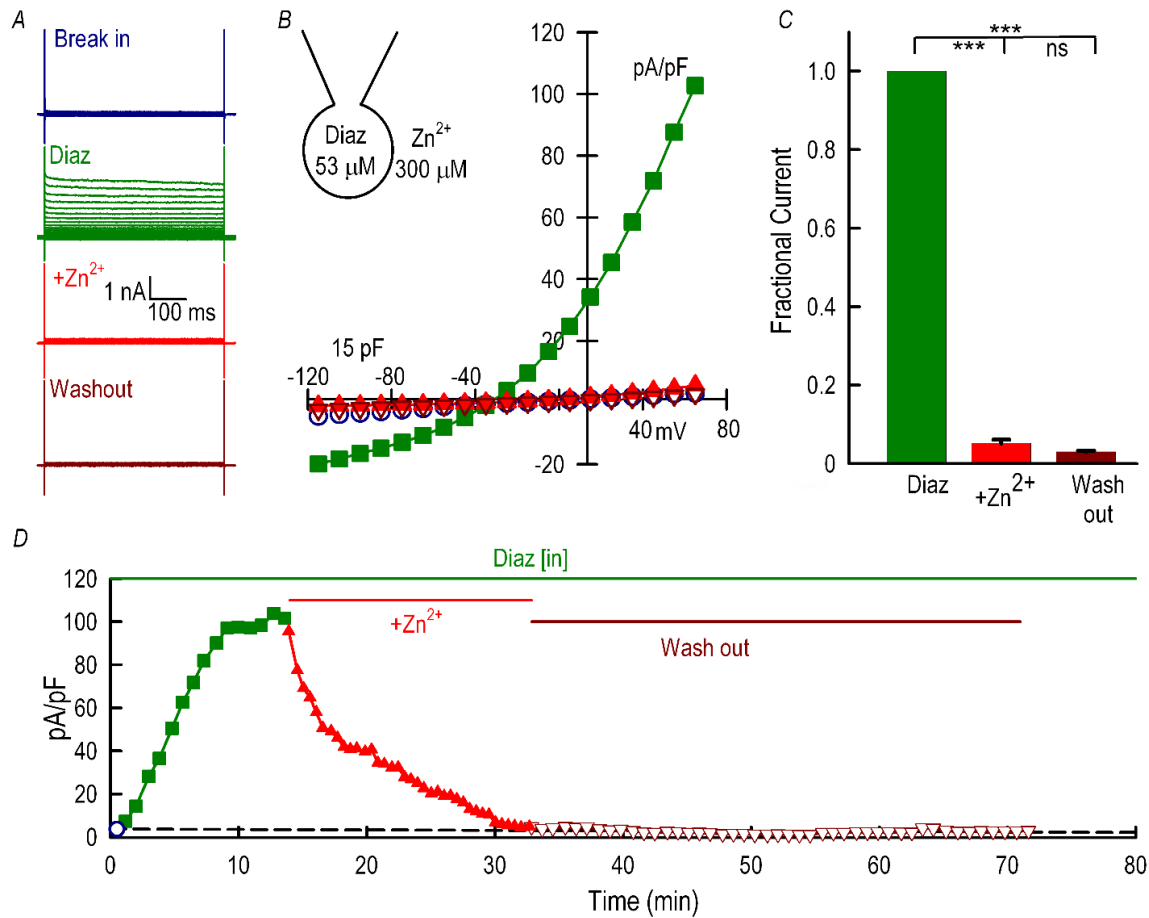 A
Break in
Diaz
+Zn2+
1 nA
100 ms
Washout
B
Diaz
53 μM
Zn2+
300 μM
pA/pF
120
100
80
60
40
20
-20
15 pF
-120
-80
-40
40
mV
80
C
***
***
ns
Fractional Current
1.0
0.8
0.6
0.4
0.2
0
Diaz
+Zn2+
Wash
out
D
Diaz [in]
+Zn2+
Wash out
pA/pF
120
100
80
60
40
20
0
0
10
20
30
40
50
60
70
80
Time (min)